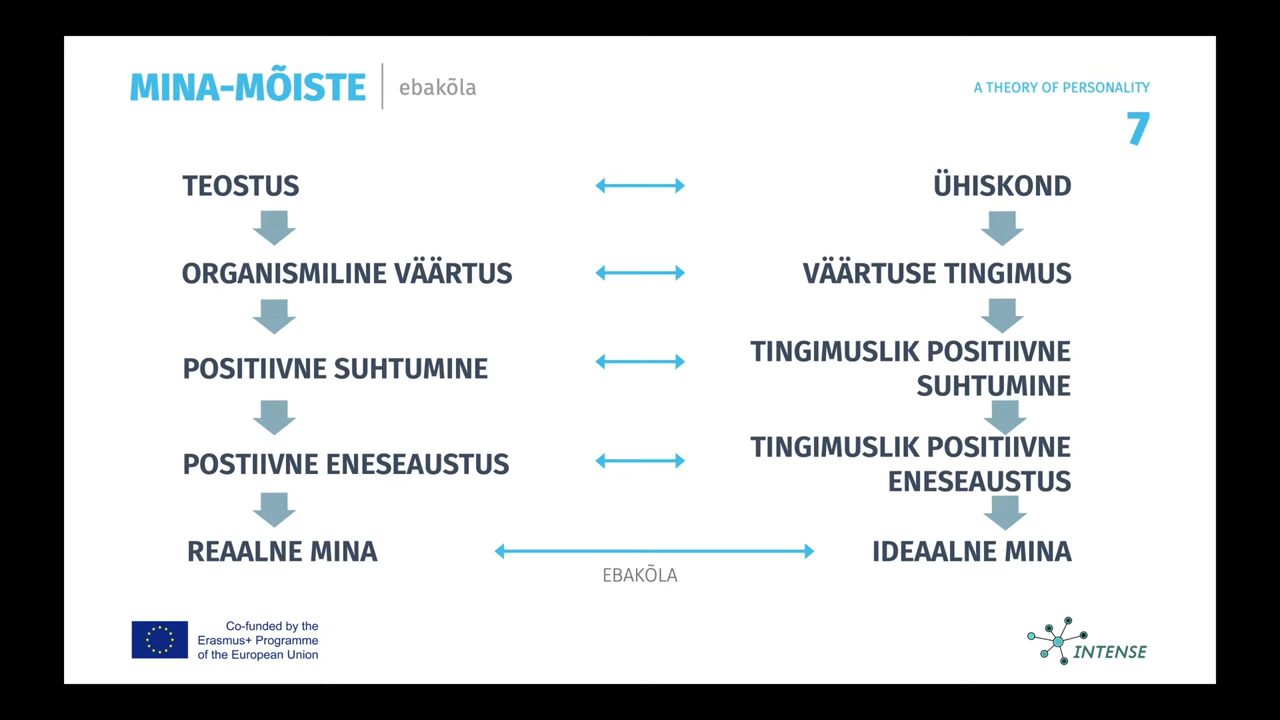 MINA-MÕISTE
ebakõla
A THEORY OF PERSONALITY
7
TEOSTUS
ÜHISKOND
ORGANISMILINE VÄÄRTUS
VÄÄRTUSE TINGIMUS
POSITIIVNE SUHTUMINE
TINGIMUSLIK POSITIIVNE
SUHTUMINE
POSTIIVNE ENESEAUSTUS
TINGIMUSLIK POSITIIVNE
ENESEAUSTUS
REAALNE MINA
IDEAALNE MINA
EBAKÕLA
Co-funded by the
Erasmus+ Programme
of the European Union
INTENSE